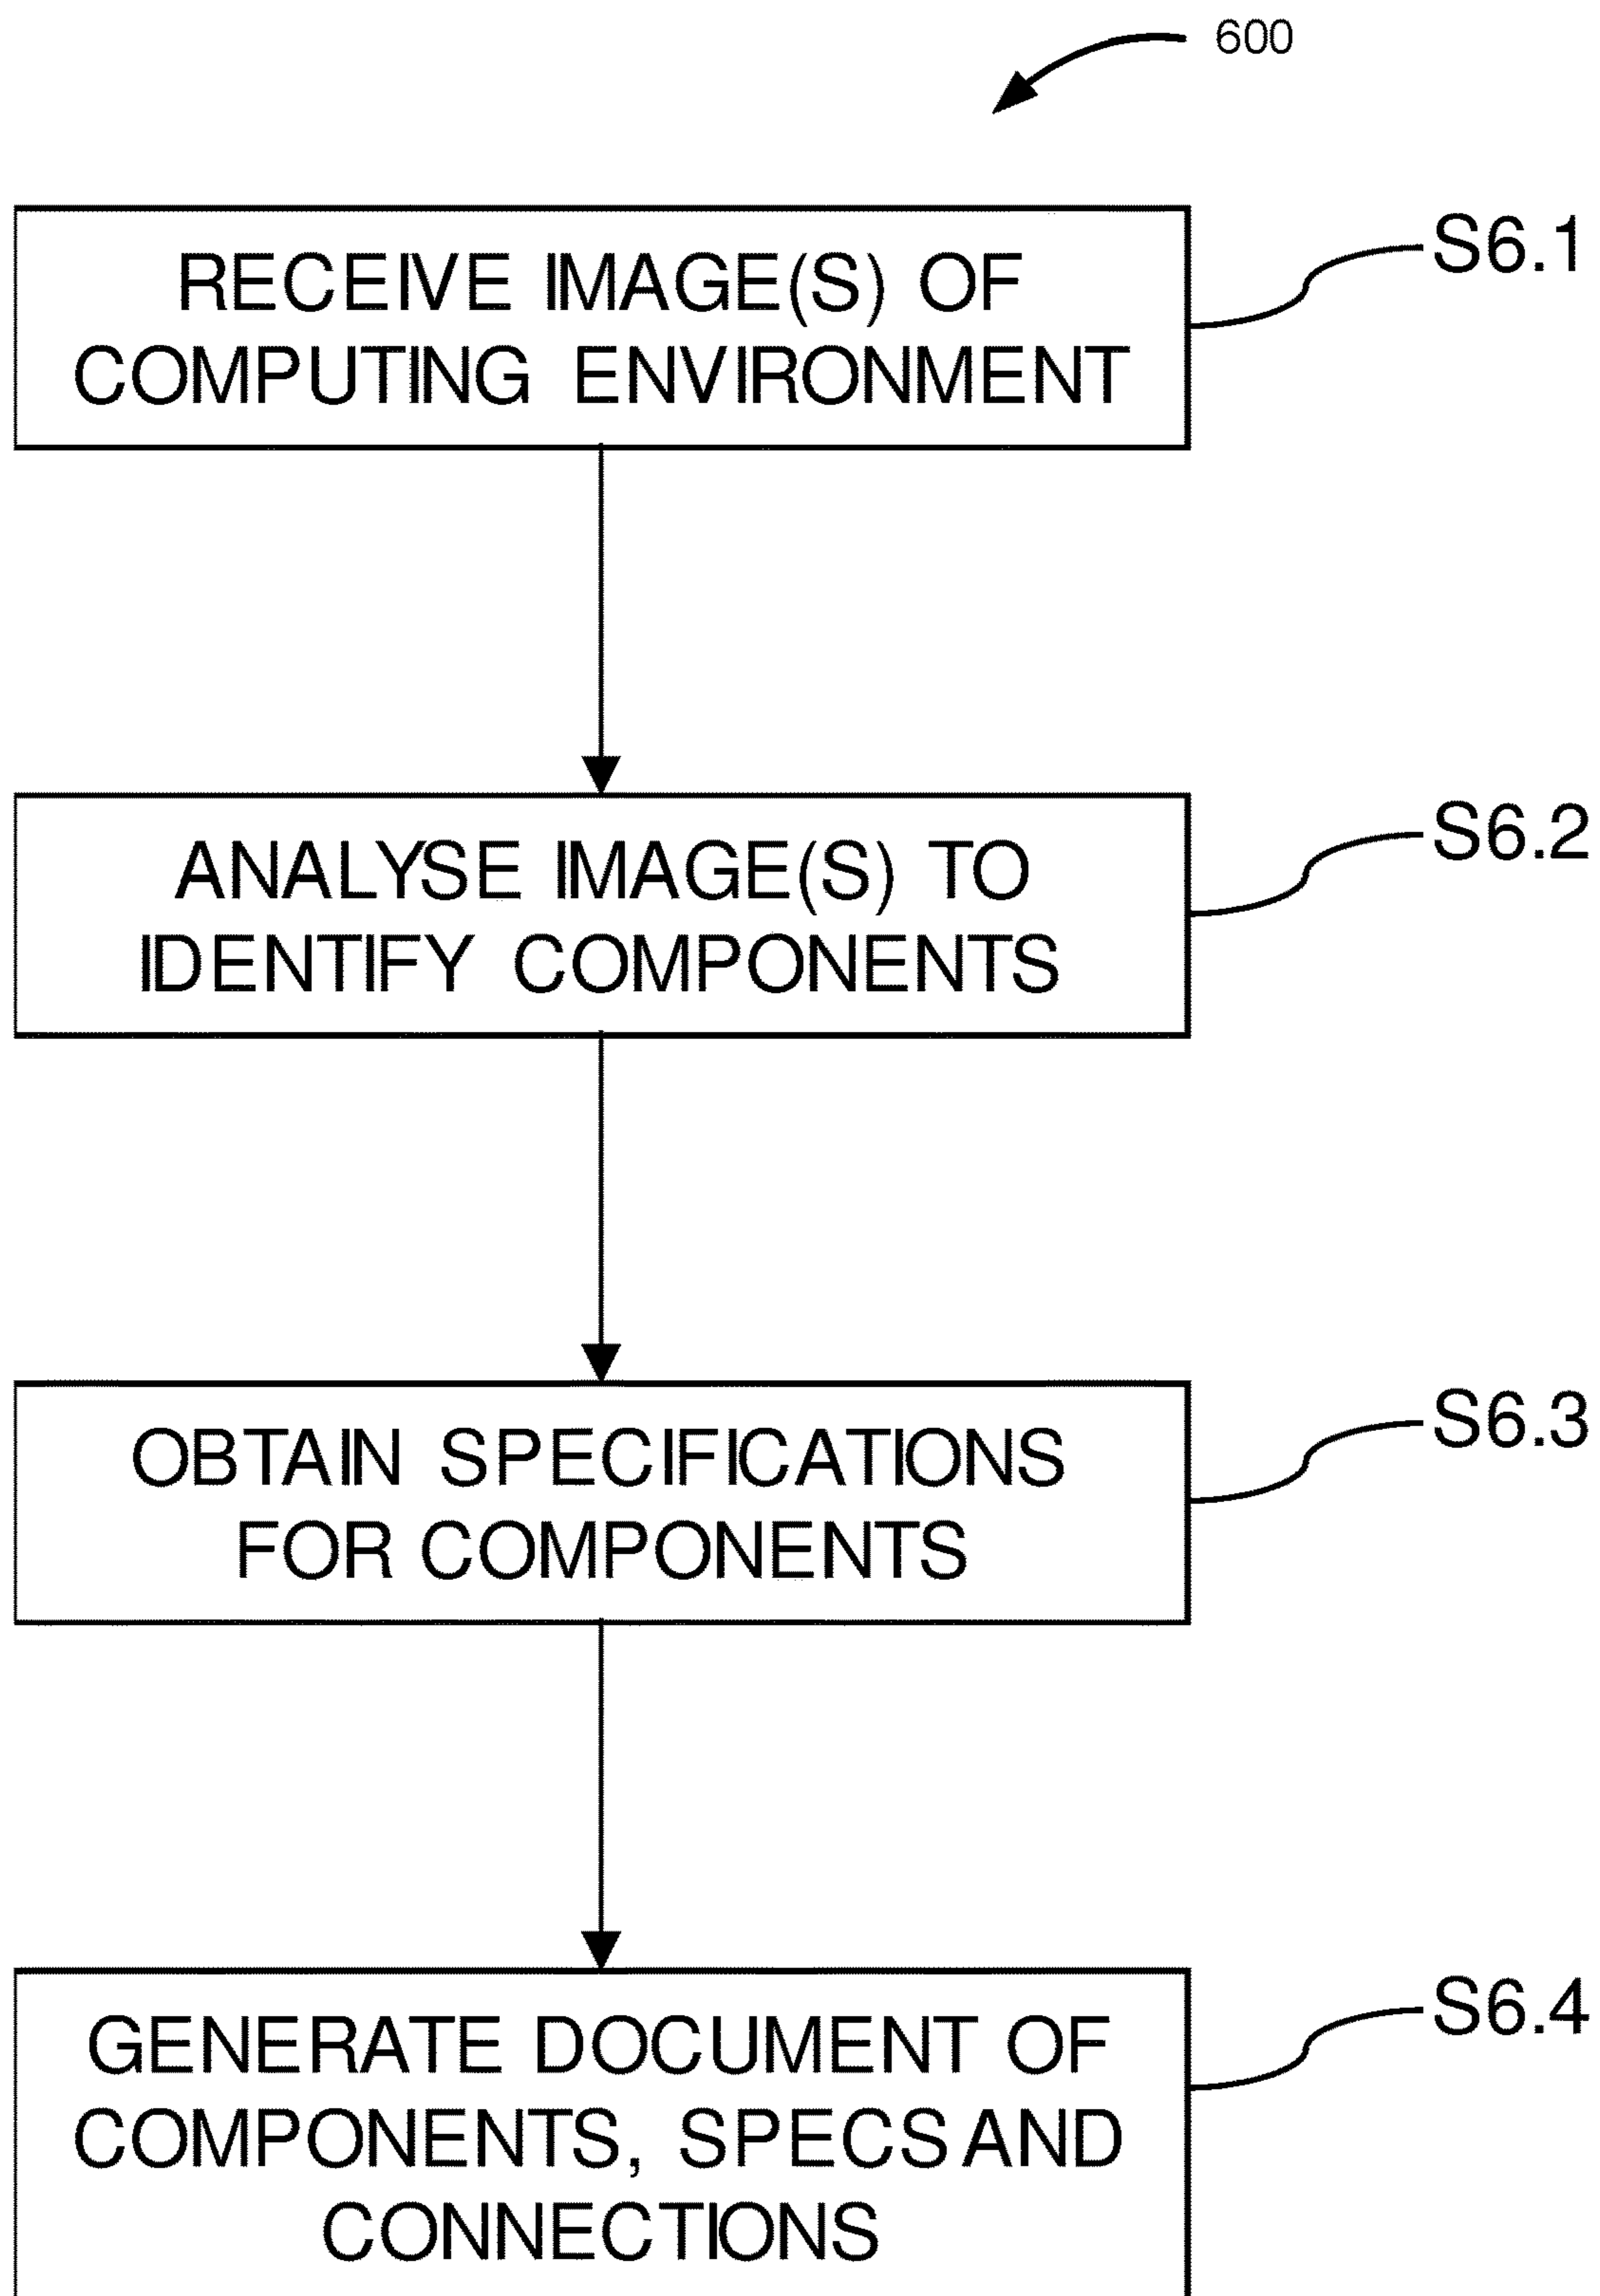 600
RECEIVE IMAGE(S) OF
COMPUTING ENVIRONMENT
S6.1
ANALYSE IMAGE(S) TO
IDENTIFY COMPONENTS
S6.2
OBTAIN SPECIFICATIONS
FOR COMPONENTS
S6.3
GENERATE DOCUMENT OF
COMPONENTS, SPECS AND
CONNECTIONS
S6.4